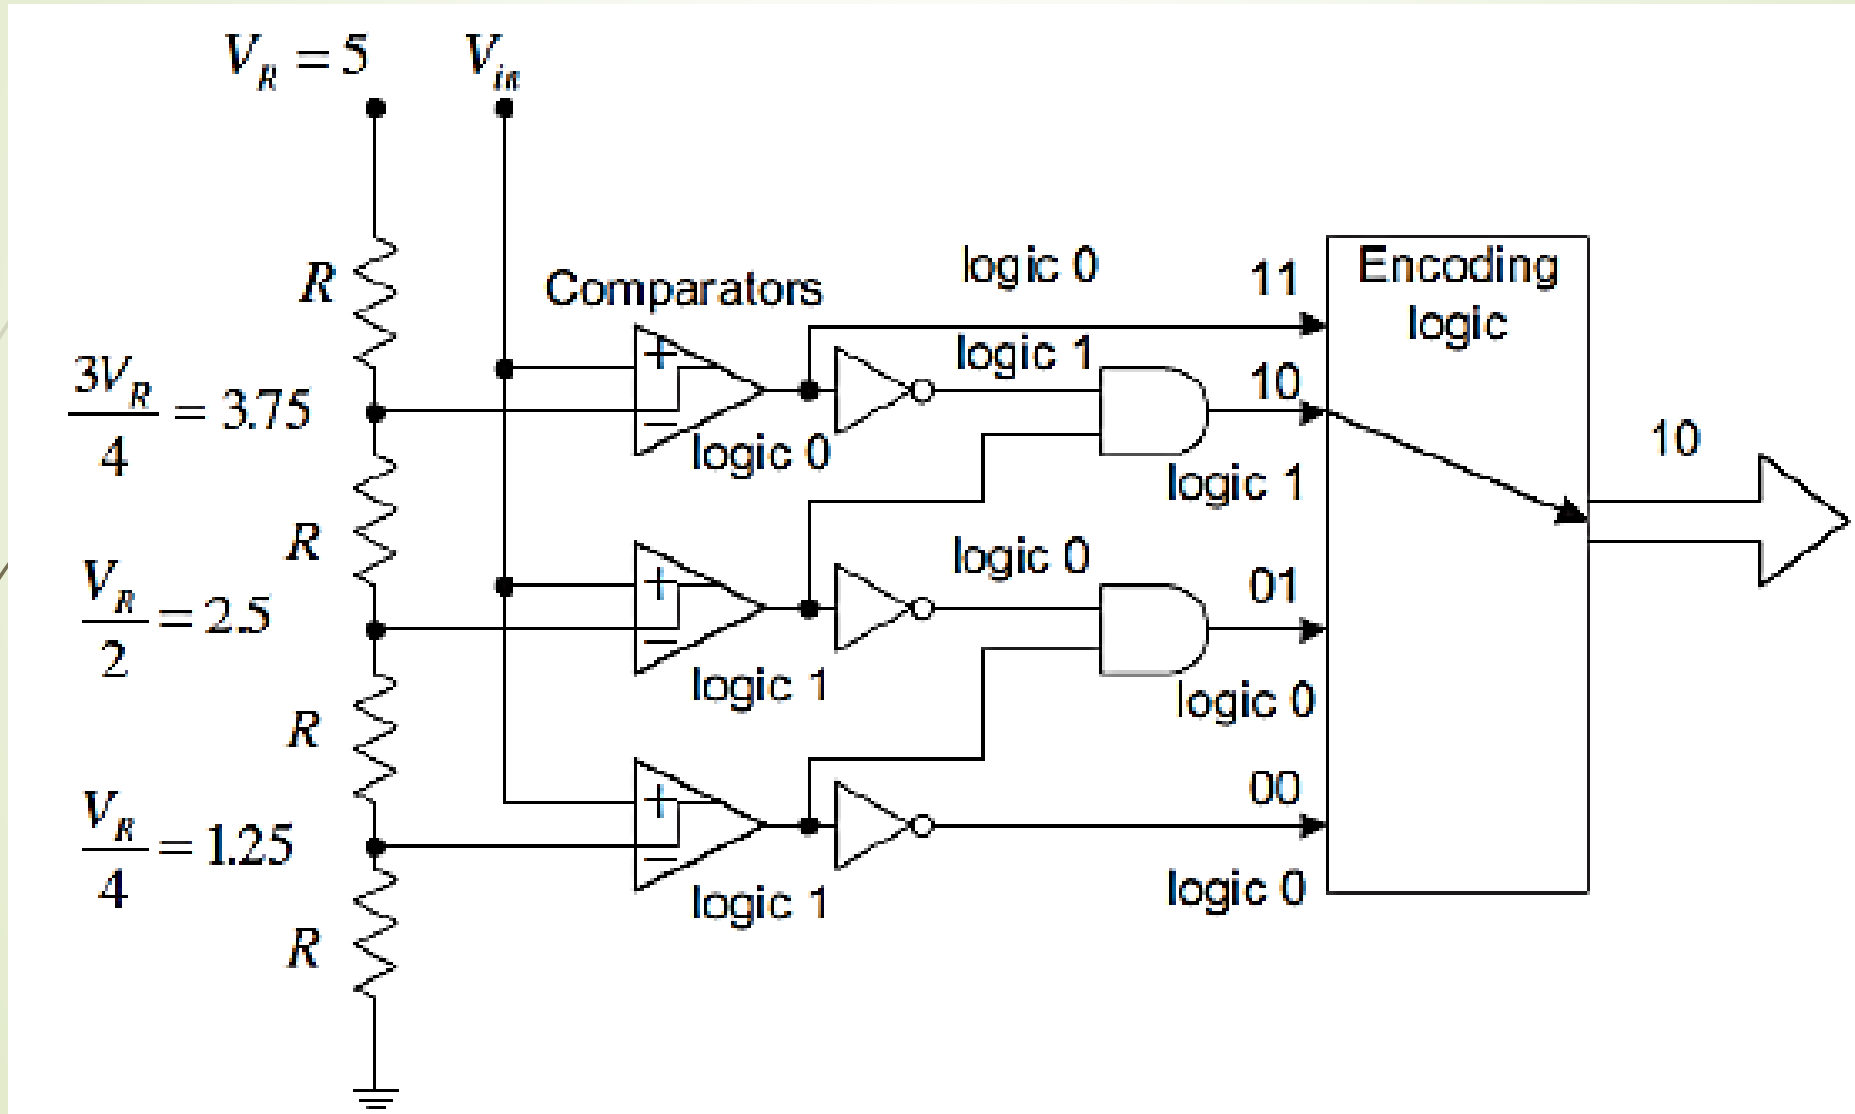 V_R = 5
V_in
R
Comparators
logic 0
11
Encoding
logic
logic 1
10
3V_R/4 = 3.75
+
−
logic 0
logic 1
10
R
logic 0
01
V_R/2 = 2.5
+
−
logic 1
logic 0
R
00
V_R/4 = 1.25
+
−
logic 1
logic 0
R